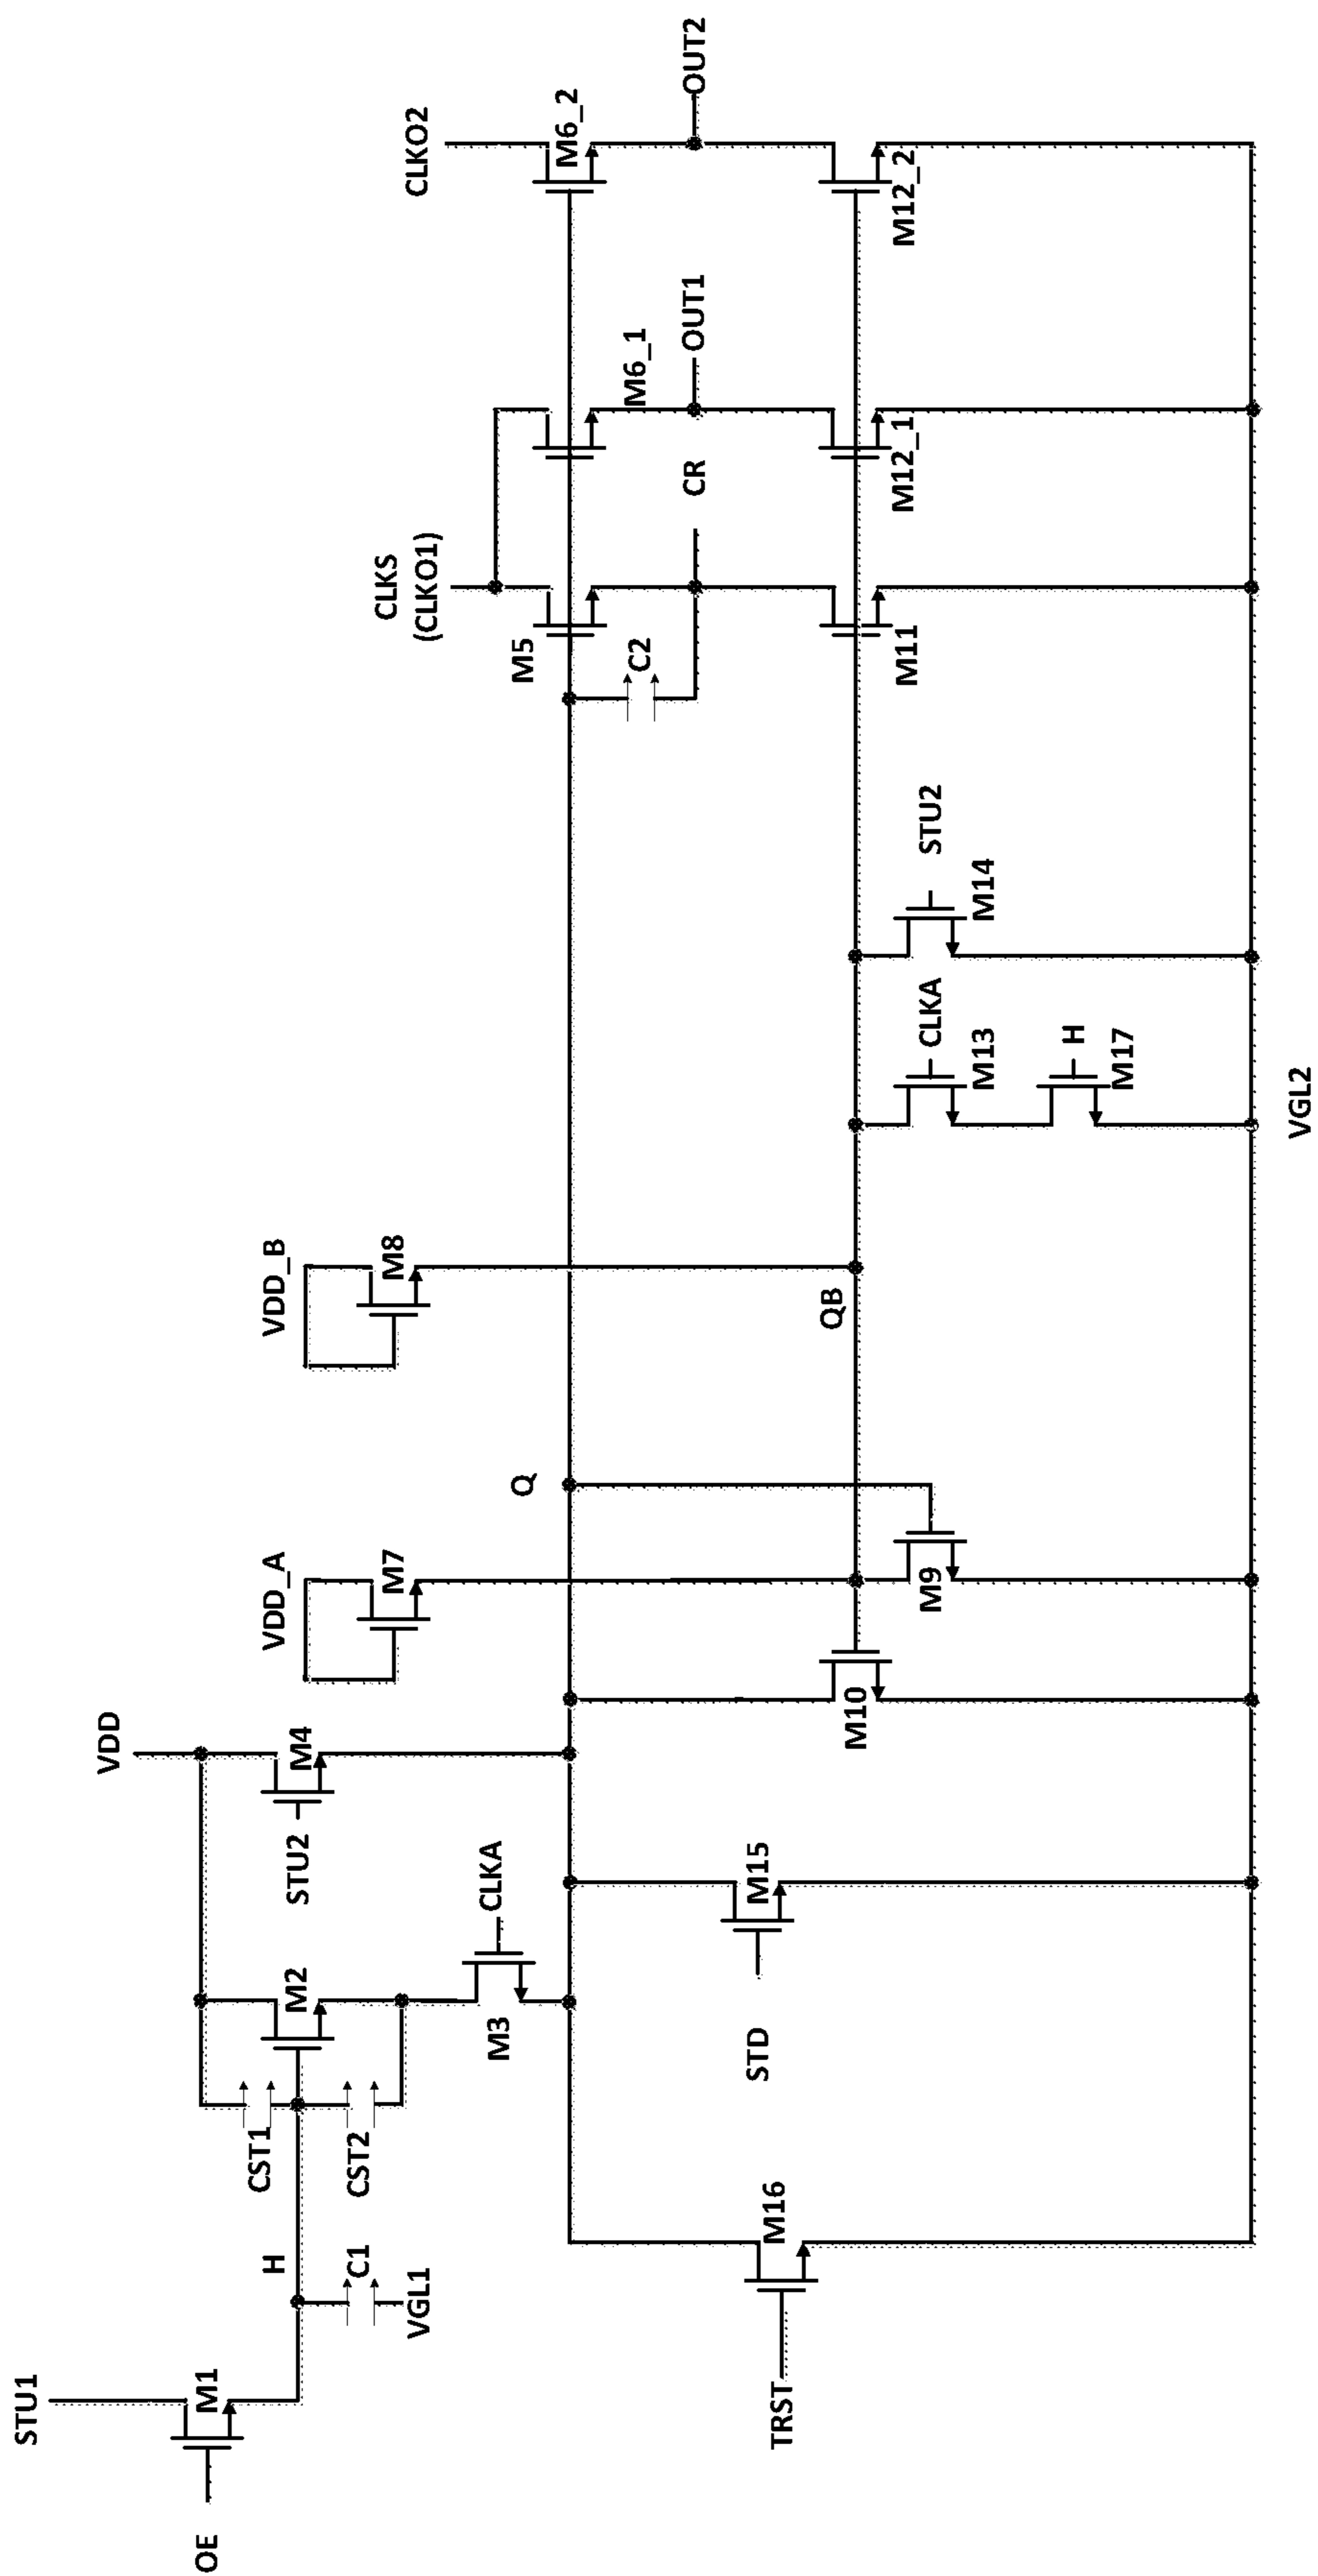 STU1
OE
M1
H
C1
VGL1
CST1
CST2
M2
VDD
STU2
M4
M3
CLKA
VDD_A
M7
VDD_B
M8
Q
TRST
M16
STD
M15
M10
M9
QB
CLKA
M13
H
M17
STU2
M14
CLKS
(CLKO1)
M5
C2
CR
M11
M6_1
OUT1
M12_1
CLKO2
M6_2
OUT2
M12_2
VGL2